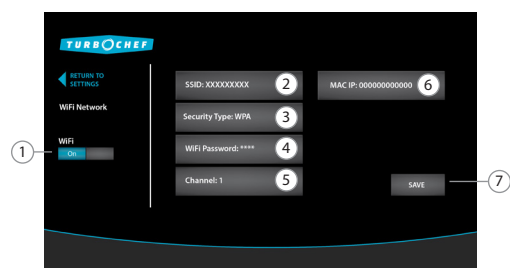 TURBOCHEF
RETURN TO
SETTINGS
WiFi Network
WiFi
On
1
SSID: XXXXXXXXX
2
Security Type: WPA
3
WiFi Password: ****
4
Channel: 1
5
MAC IP: 000000000000
6
SAVE
7